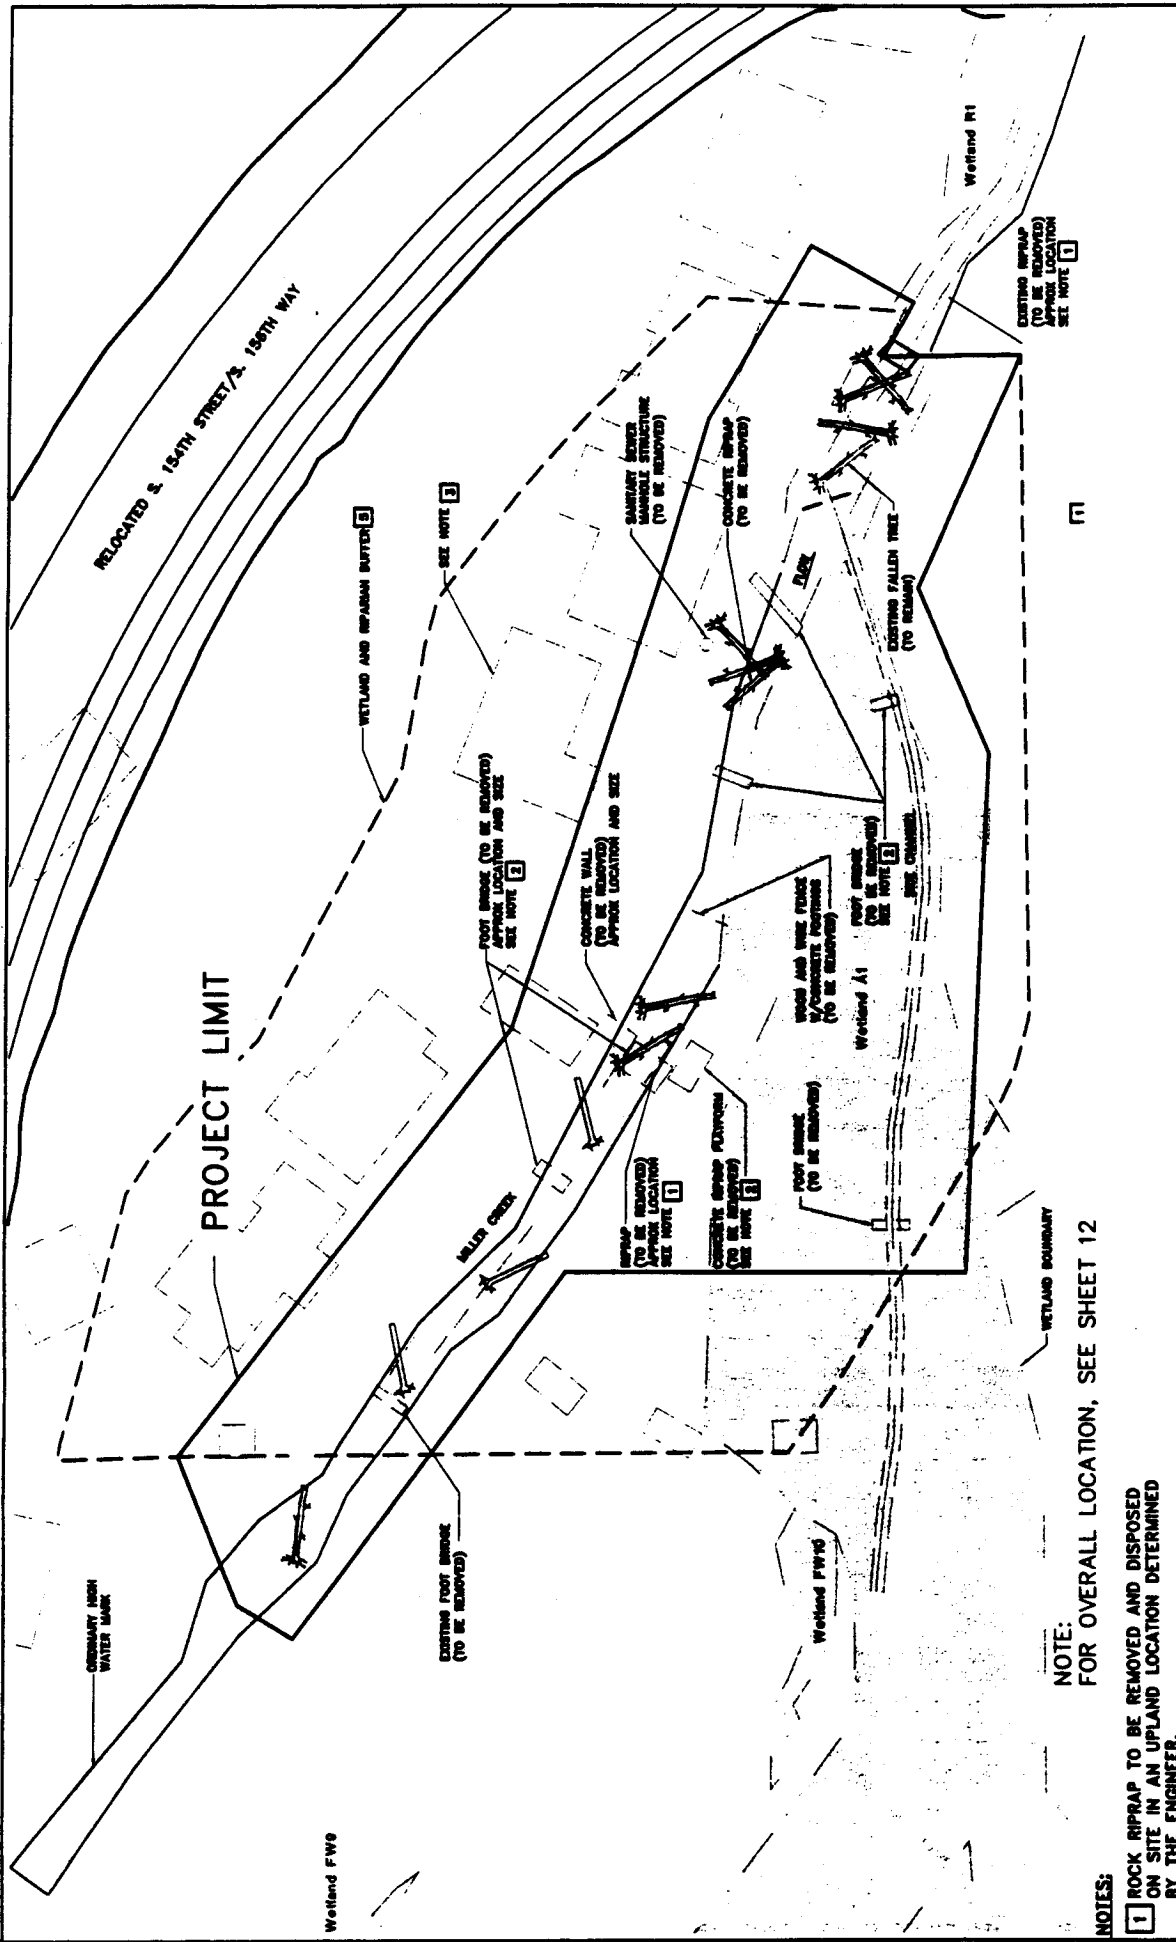 RELOCATED S. 154TH STREET/S. 156TH WAY
WETLAND AND RIPARIAN BUFFER 5
SEE NOTE 3
PROJECT LIMIT
ORDINARY HIGH
WATER MARK
FOOT BRIDGE (TO BE REMOVED)
APPROX LOCATION AND SIZE
SEE NOTE 2
CONCRETE WALL
(TO BE REMOVED)
APPROX LOCATION AND SIZE
SANITARY SEWER
MANHOLE STRUCTURE
(TO BE REMOVED)
CONCRETE RIPRAP
(TO BE REMOVED)
FLOW
Wetland R1
EXISTING RIPRAP
(TO BE REMOVED)
APPROX LOCATION
SEE NOTE 1
EXISTING FALLEN TREE
(TO REMAIN)
MILLER CREEK
EXISTING FOOT BRIDGE
(TO BE REMOVED)
RIPRAP
(TO BE REMOVED)
APPROX LOCATION
SEE NOTE 1
CONCRETE RIPRAP PLATFORM
(TO BE REMOVED)
SEE NOTE 2
FOOT BRIDGE
(TO BE REMOVED)
WOOD AND WIRE FENCE
W/CONCRETE FOOTINGS
(TO BE REMOVED)
Wetland A1
FOOT BRIDGE
(TO BE REMOVED)
SEE NOTE 2
CHANNEL
Wetland FW9
Wetland FW10
WETLAND BOUNDARY
NOTE:
FOR OVERALL LOCATION, SEE SHEET 12
NOTES:
1 ROCK RIPRAP TO BE REMOVED AND DISPOSED
ON SITE IN AN UPLAND LOCATION DETERMINED
BY THE ENGINEER.